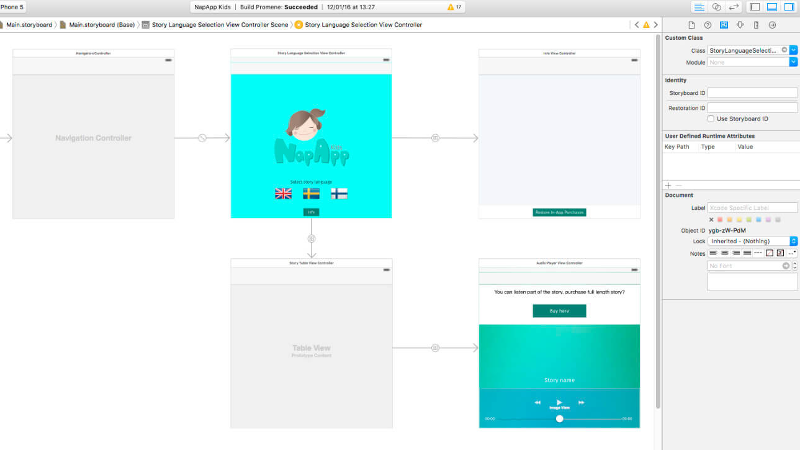 iPhone 5
NapApp Kids | Build Promene: Succeeded | 12/01/16 at 13:27
17
Main.storyboard
Main.storyboard (Base)
Story Language Selection View Controller Scene
Story Language Selection View Controller
Navigation Controller
Navigation Controller
Story Language Selection View Controller
NapApp
Select story language
Info View Controller
Restore In App Purchases
Story Table View Controller
Table View
Prototype Content
Audio Player View Controller
You can listen part of the story, purchase full length story?
Buy here
Story name
Image View
00:00
00:00
Custom Class
Class StoryLanguageSelecti...
Module None
Identity
Storyboard ID
Restoration ID
Use Storyboard ID
User Defined Runtime Attributes
Key Path Type Value
Document
Label Xcode Specific Label
Object ID ygb-zW-PdM
Lock Inherited - (Nothing)
Notes
No Font